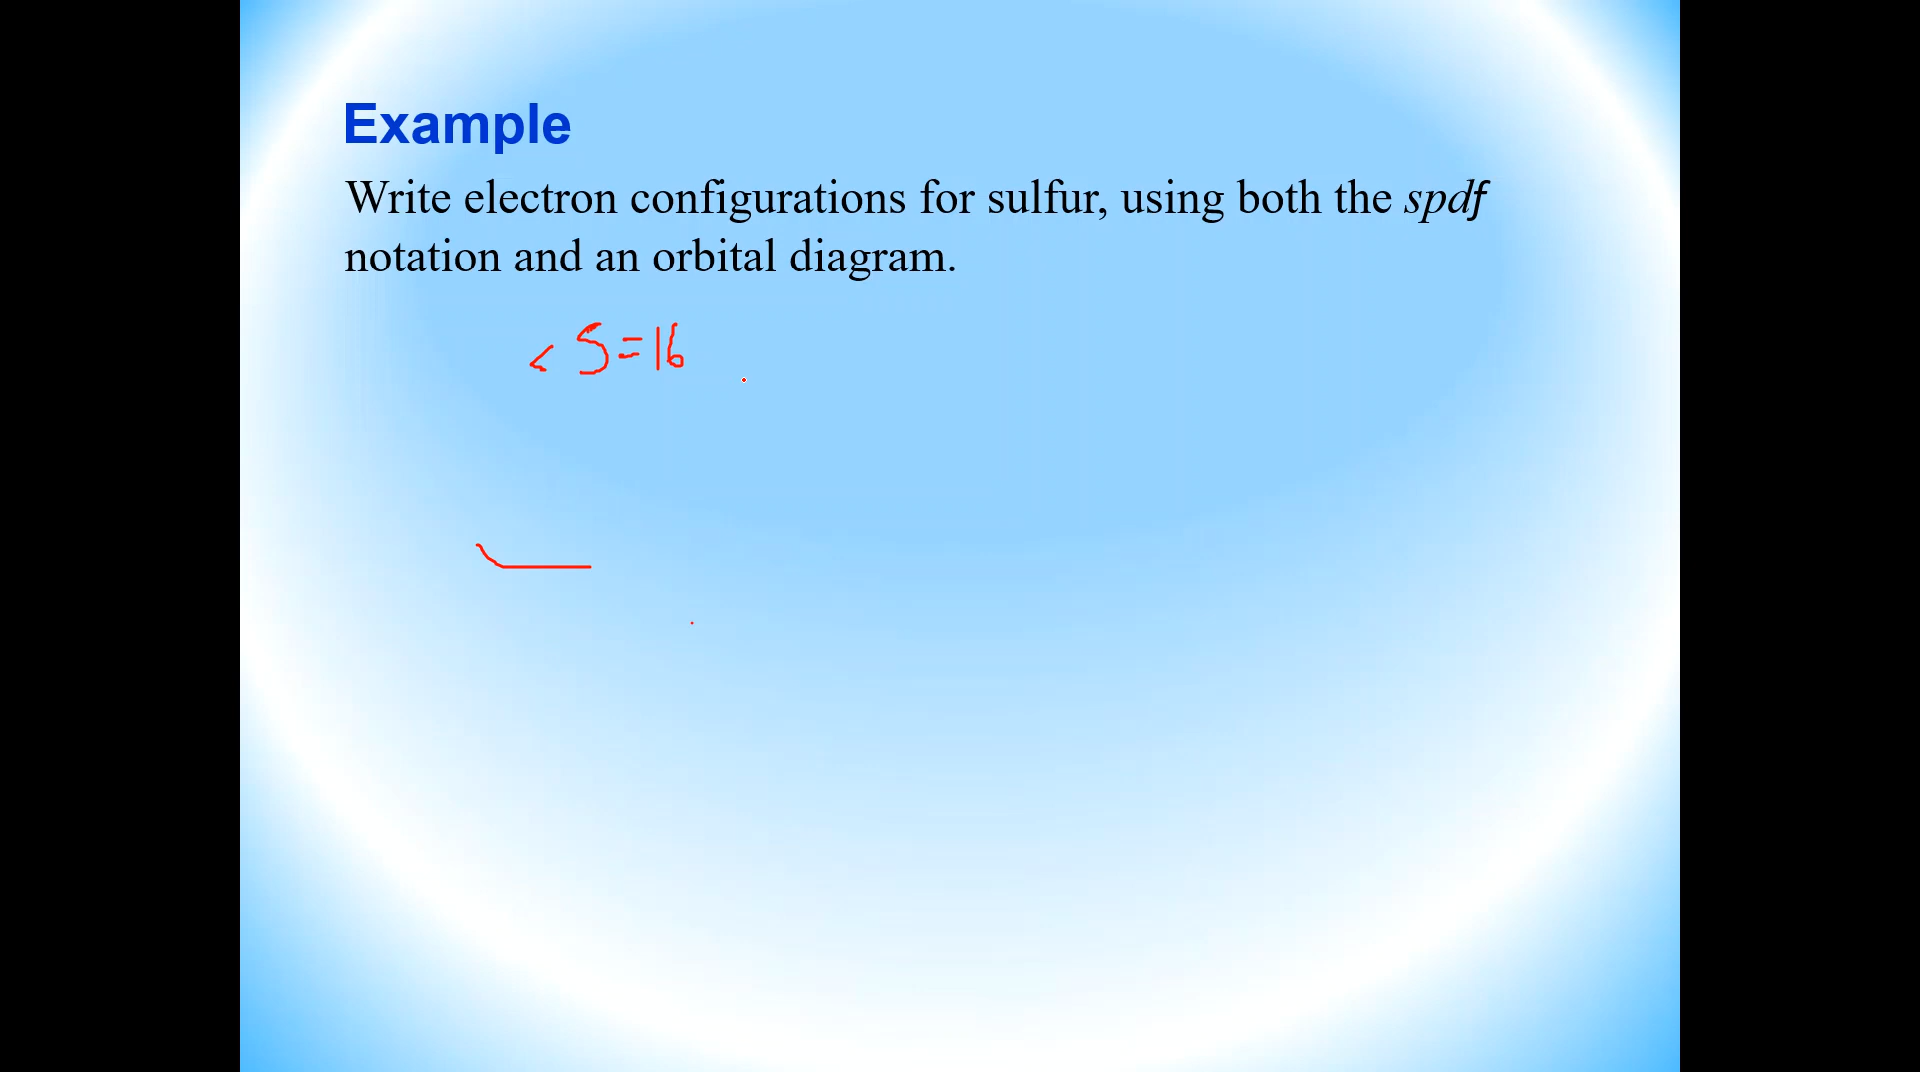 Example
Write electron configurations for sulfur, using both the spdf
notation and an orbital diagram.
< S=16